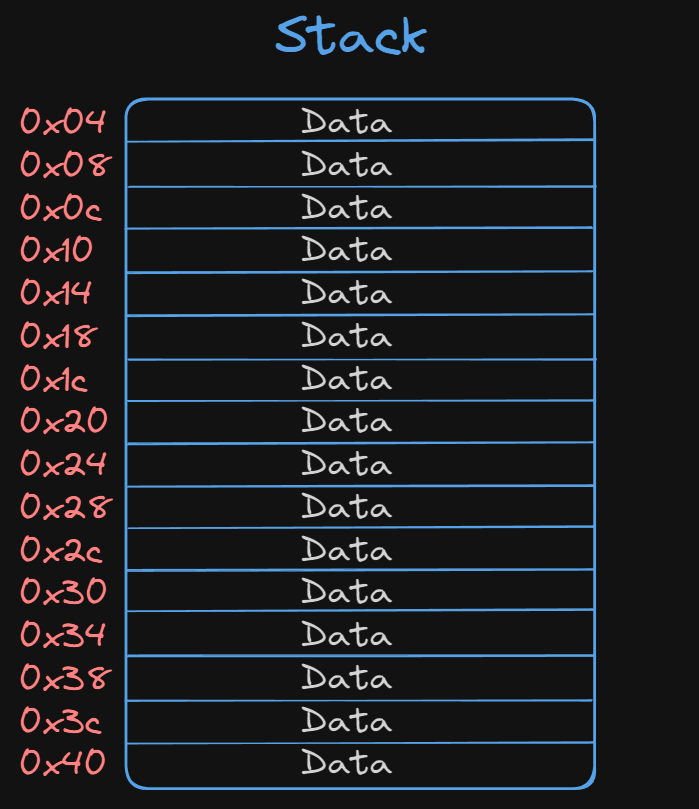 Stack
0x04 Data
0x08 Data
0x0c Data
0x10 Data
0x14 Data
0x18 Data
0x1c Data
0x20 Data
0x24 Data
0x28 Data
0x2c Data
0x30 Data
0x34 Data
0x38 Data
0x3c Data
0x40 Data